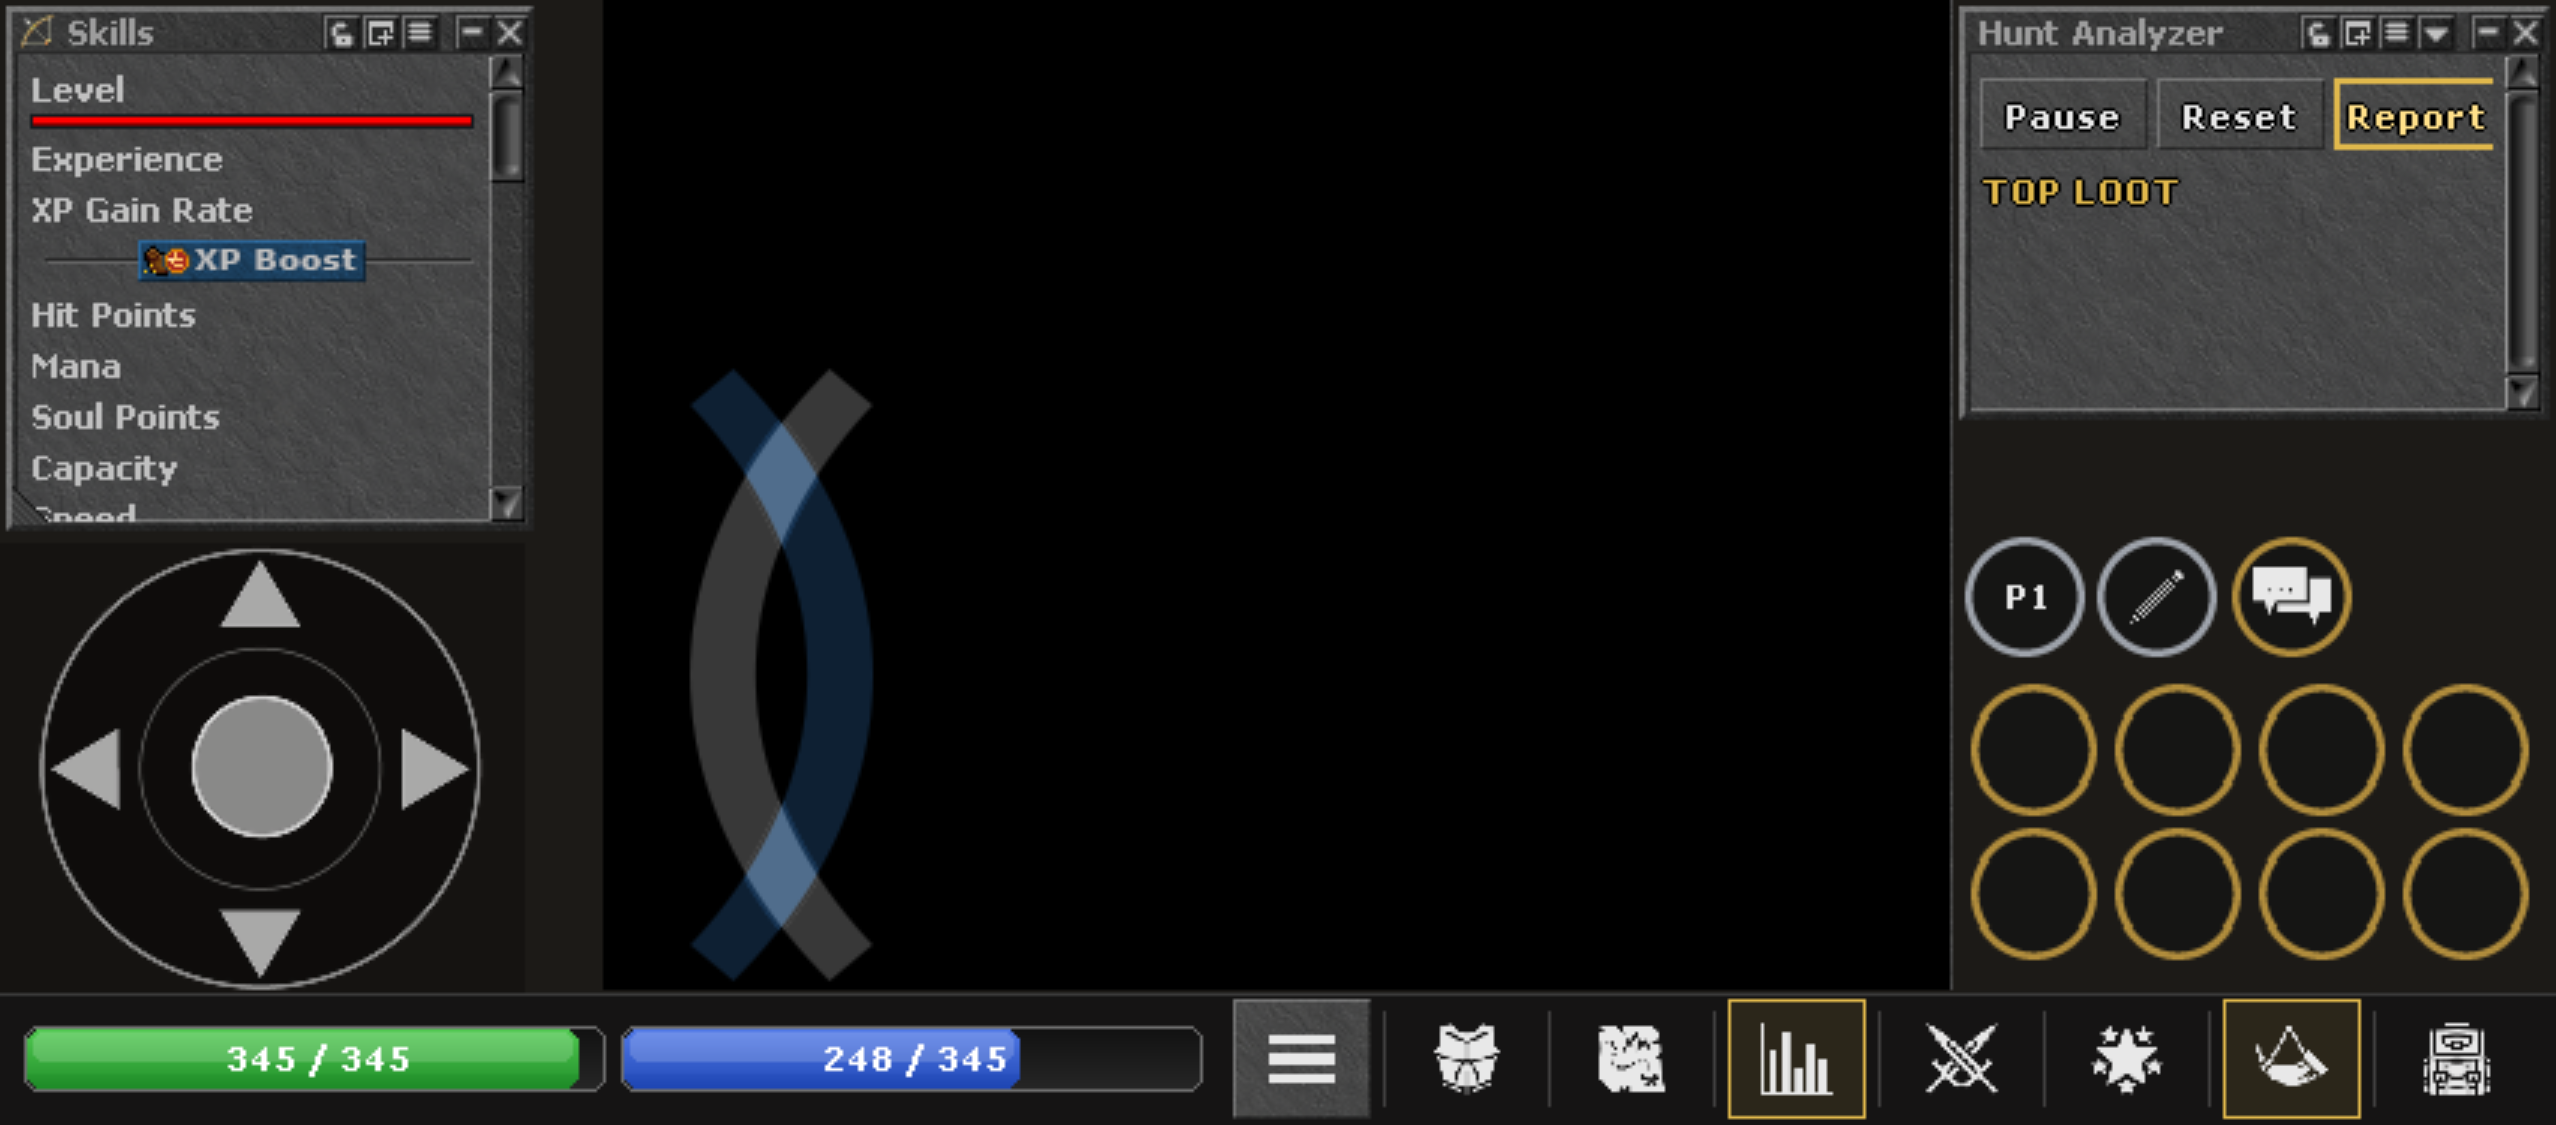 Skills
Level
Experience
XP Gain Rate
XP Boost
Hit Points
Mana
Soul Points
Capacity
Speed
Hunt Analyzer
Pause Reset Report
TOP LOOT
P1
345 / 345
248 / 345